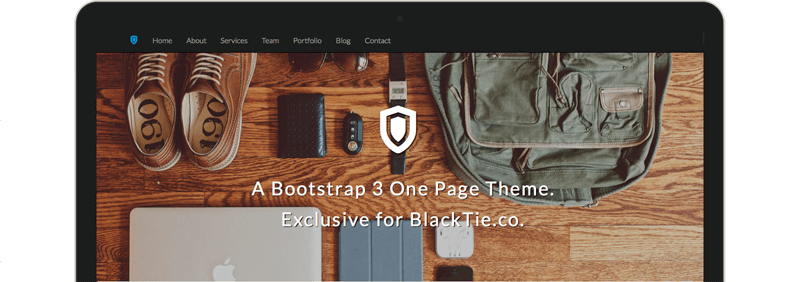 Home About Services Team Portfolio Blog Contact
190 190
A Bootstrap 3 One Page Theme.
Exclusive for BlackTie.co.